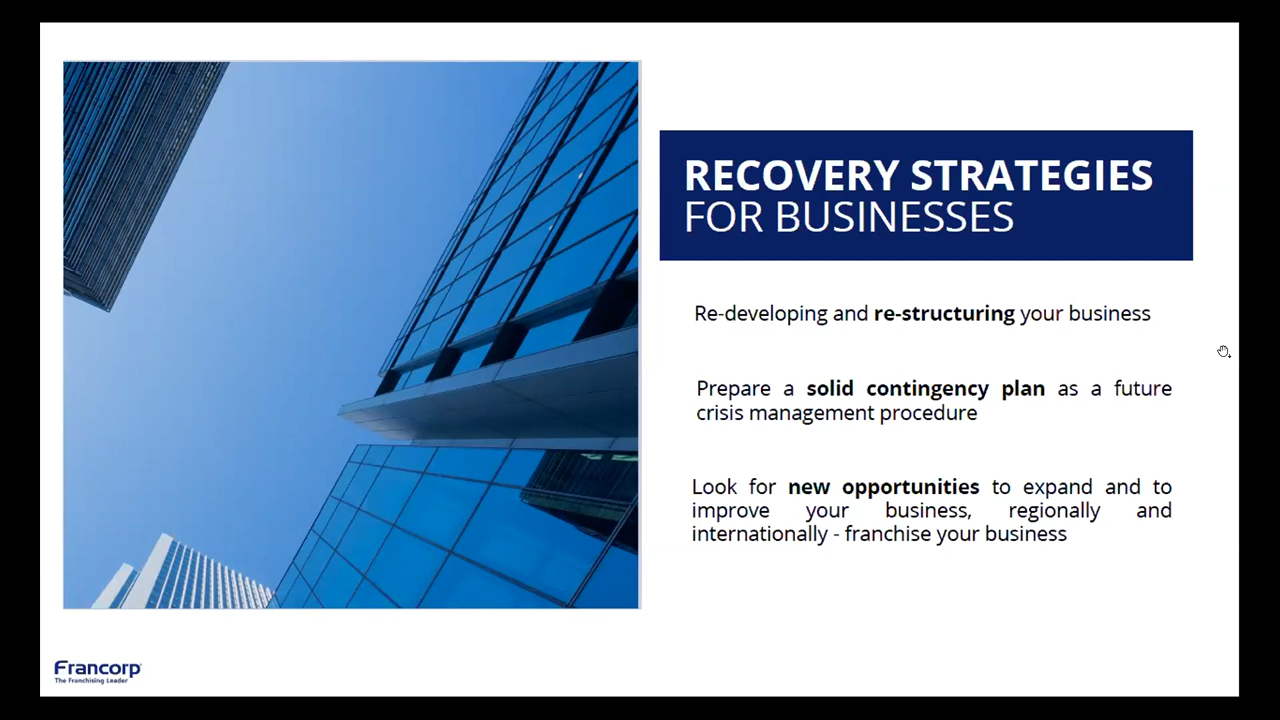 RECOVERY STRATEGIES
FOR BUSINESSES
Re-developing and re-structuring your business
Prepare a solid contingency plan as a future
crisis management procedure
Look for new opportunities to expand and to
improve your business, regionally and
internationally - franchise your business
Francorp
The Franchising Leader